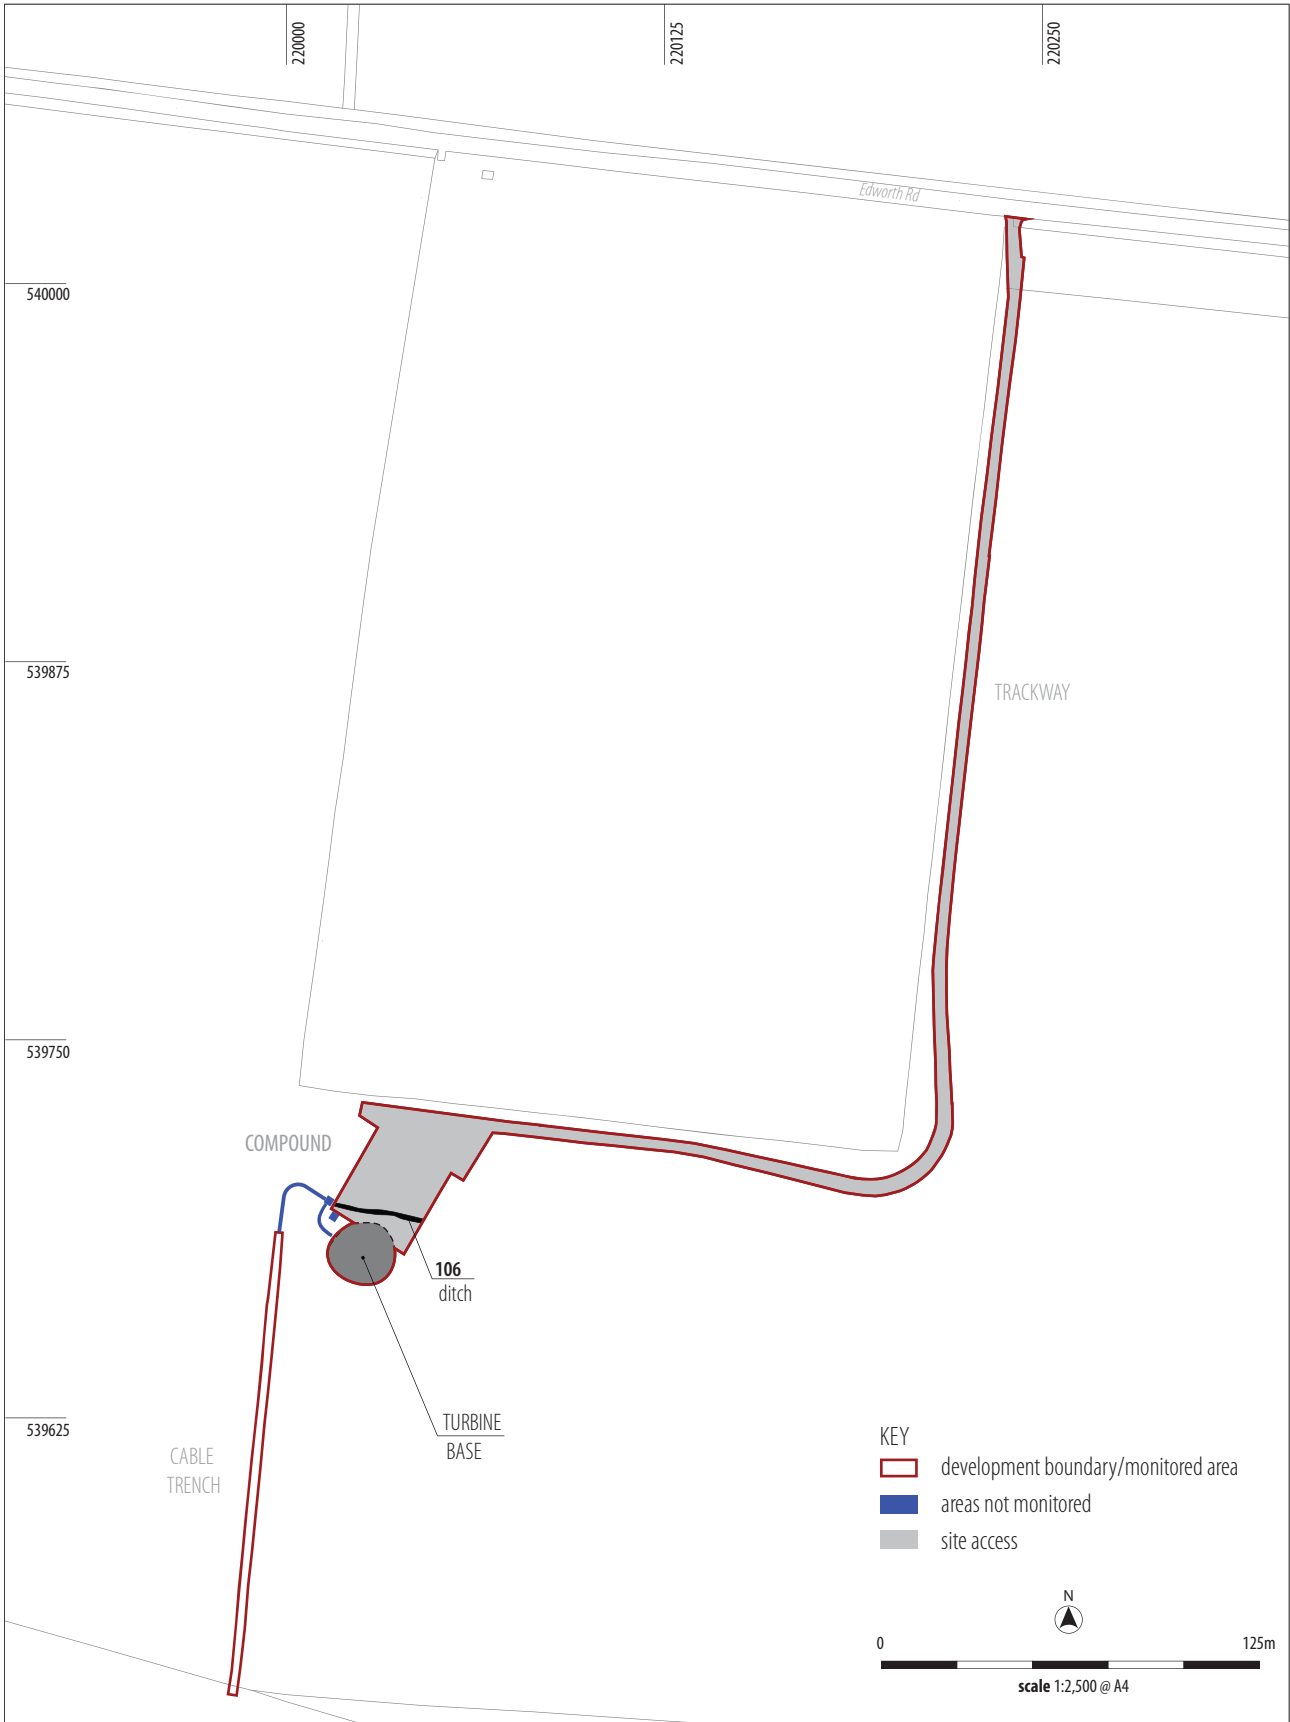 220000
220125
220250
Edworth Rd
540000
539875
TRACKWAY
539750
COMPOUND
106
ditch
539625
TURBINE
BASE
CABLE
TRENCH
KEY
development boundary/monitored area
areas not monitored
site access
N
0
125m
scale 1:2,500 @ A4